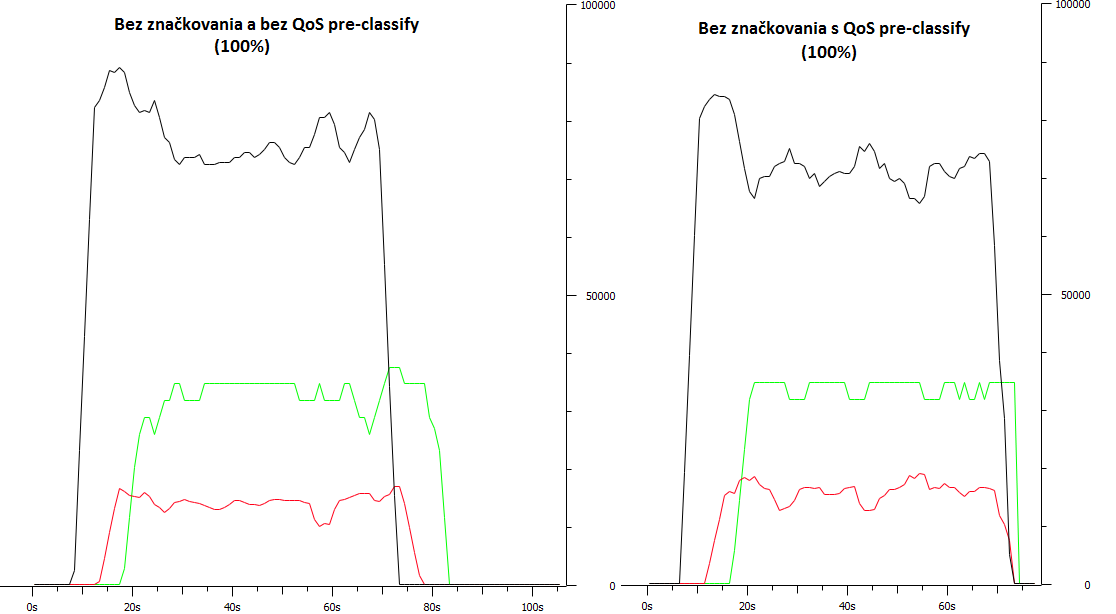 Bez značkovania a bez QoS pre-classify
(100%)
100000
50000
0
0s 20s 40s 60s 80s 100s
Bez značkovania s QoS pre-classify
(100%)
100000
50000
0
0s 20s 40s 60s